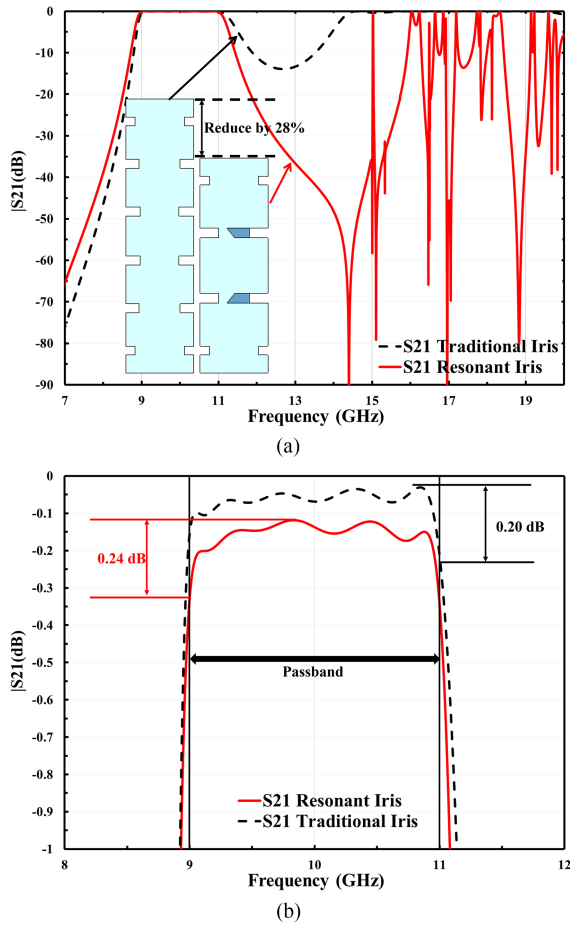 0
-10
-20
-30
-40
-50
-60
-70
-80
-90
|S21(dB)
Reduce by 28%
S21 Traditional Iris
S21 Resonant Iris
7 9 11 13 15 17 19
Frequency (GHz)
(a)
0
-0.1
-0.2
-0.3
-0.4
-0.5
-0.6
-0.7
-0.8
-0.9
-1
|S21(dB)
0.24 dB
0.20 dB
Passband
S21 Resonant Iris
S21 Traditional Iris
8 9 10 11 12
Frequency (GHz)
(b)